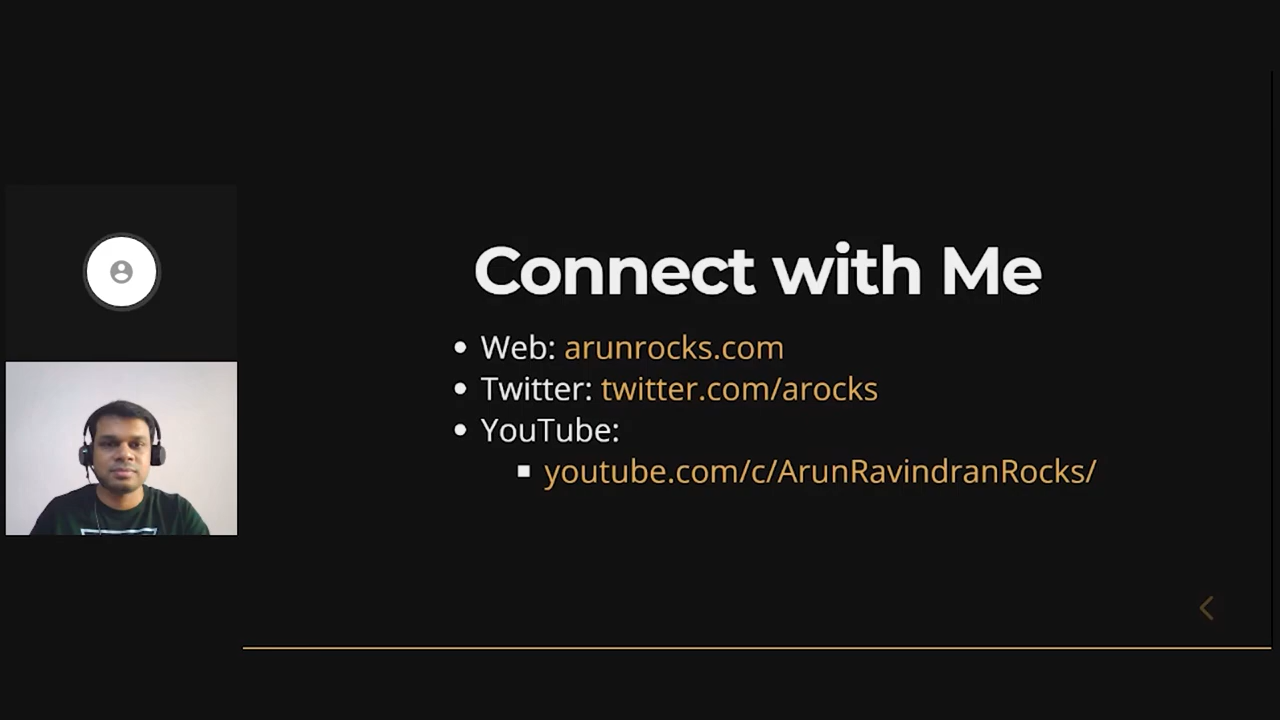 Connect with Me
Web: arunrocks.com
Twitter: twitter.com/arocks
YouTube:
youtube.com/c/ArunRavindranRocks/